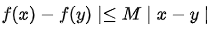 f(x) − f(y) |≤ M | x − y |